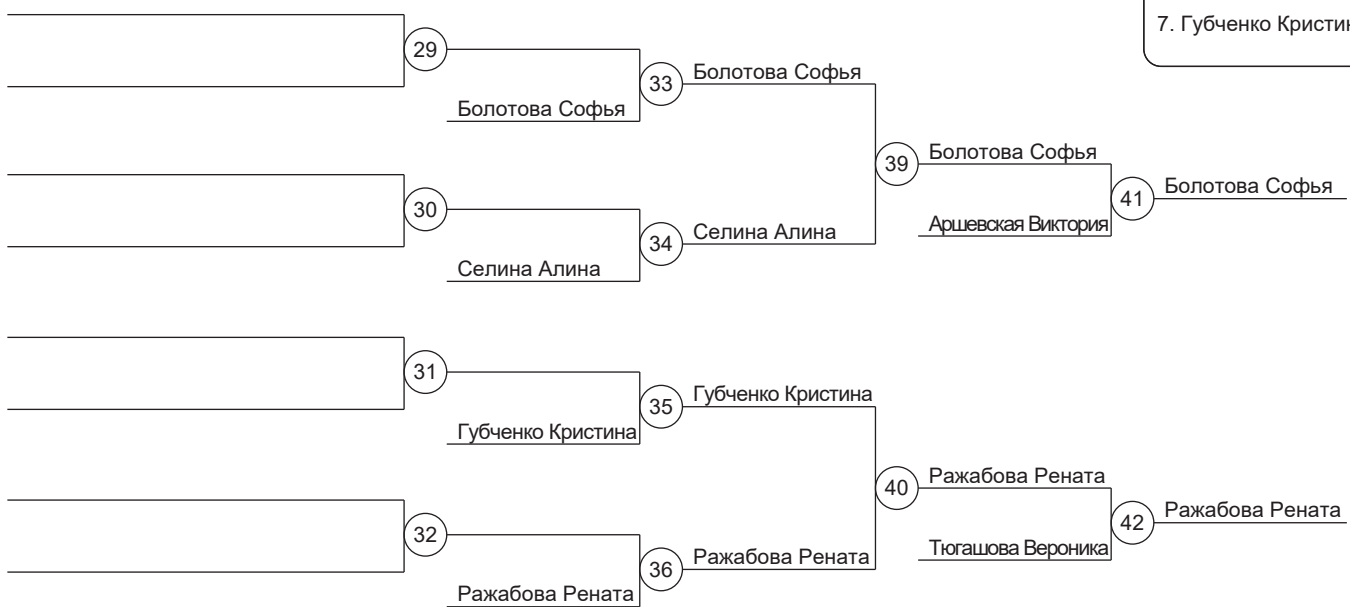 7. Губченко Кристин
29
33
Болотова Софья
Болотова Софья
39
Болотова Софья
41
Болотова Софья
30
34
Селина Алина
Аршевская Виктория
Селина Алина
31
35
Губченко Кристина
Губченко Кристина
40
Ражабова Рената
42
Ражабова Рената
32
36
Ражабова Рената
Тюгашова Вероника
Ражабова Рената